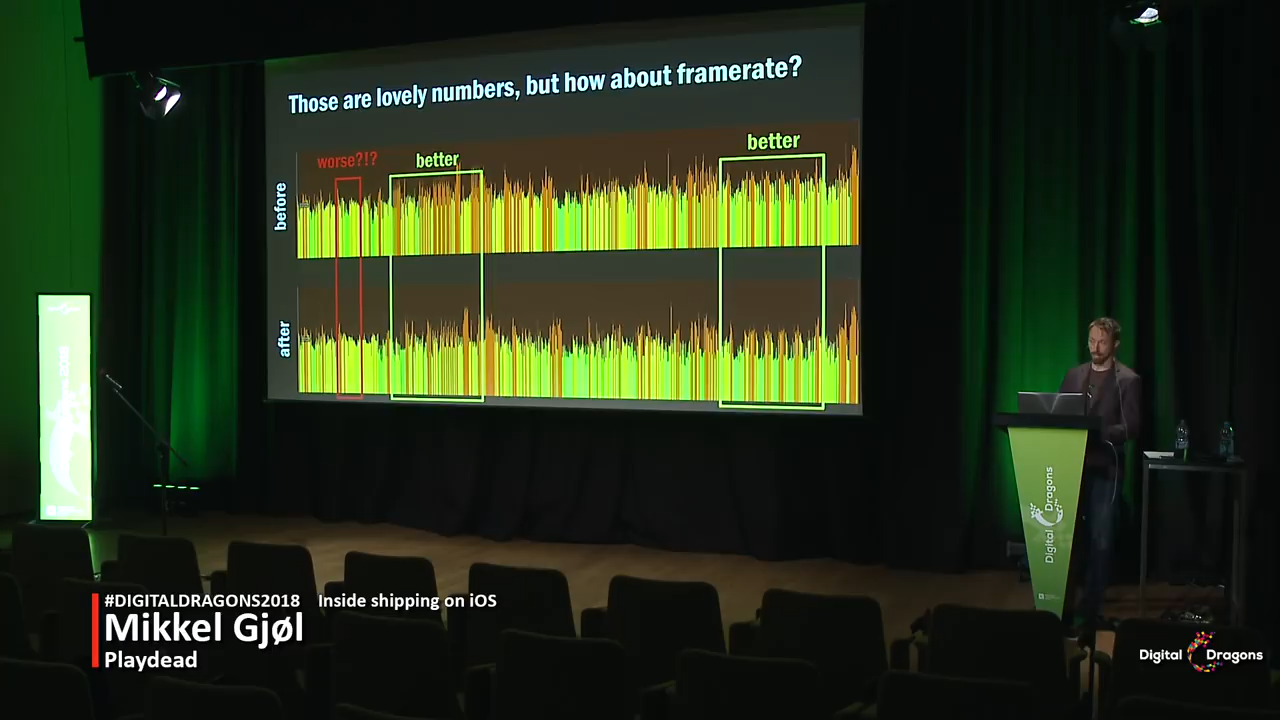 Those are lovely numbers, but how about framerate?
worse?!?
better
better
before
after
Digital Dragons
#DIGITALDRAGONS2018 Inside shipping on iOS
Mikkel Gjøl
Playdead
Digital Dragons